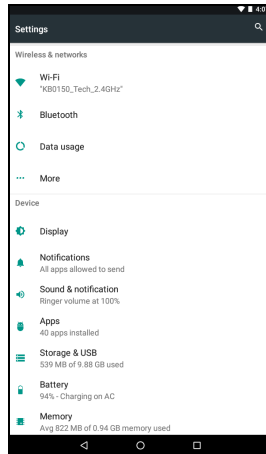 4:0
Settings
Wireless & networks
Wi-Fi
"KB0150_Tech_2.4GHz"
Bluetooth
Data usage
More
Device
Display
Notifications
All apps allowed to send
Sound & notification
Ringer volume at 100%
Apps
40 apps installed
Storage & USB
539 MB of 9.88 GB used
Battery
94% - Charging on AC
Memory
Avg 822 MB of 0.94 GB memory used